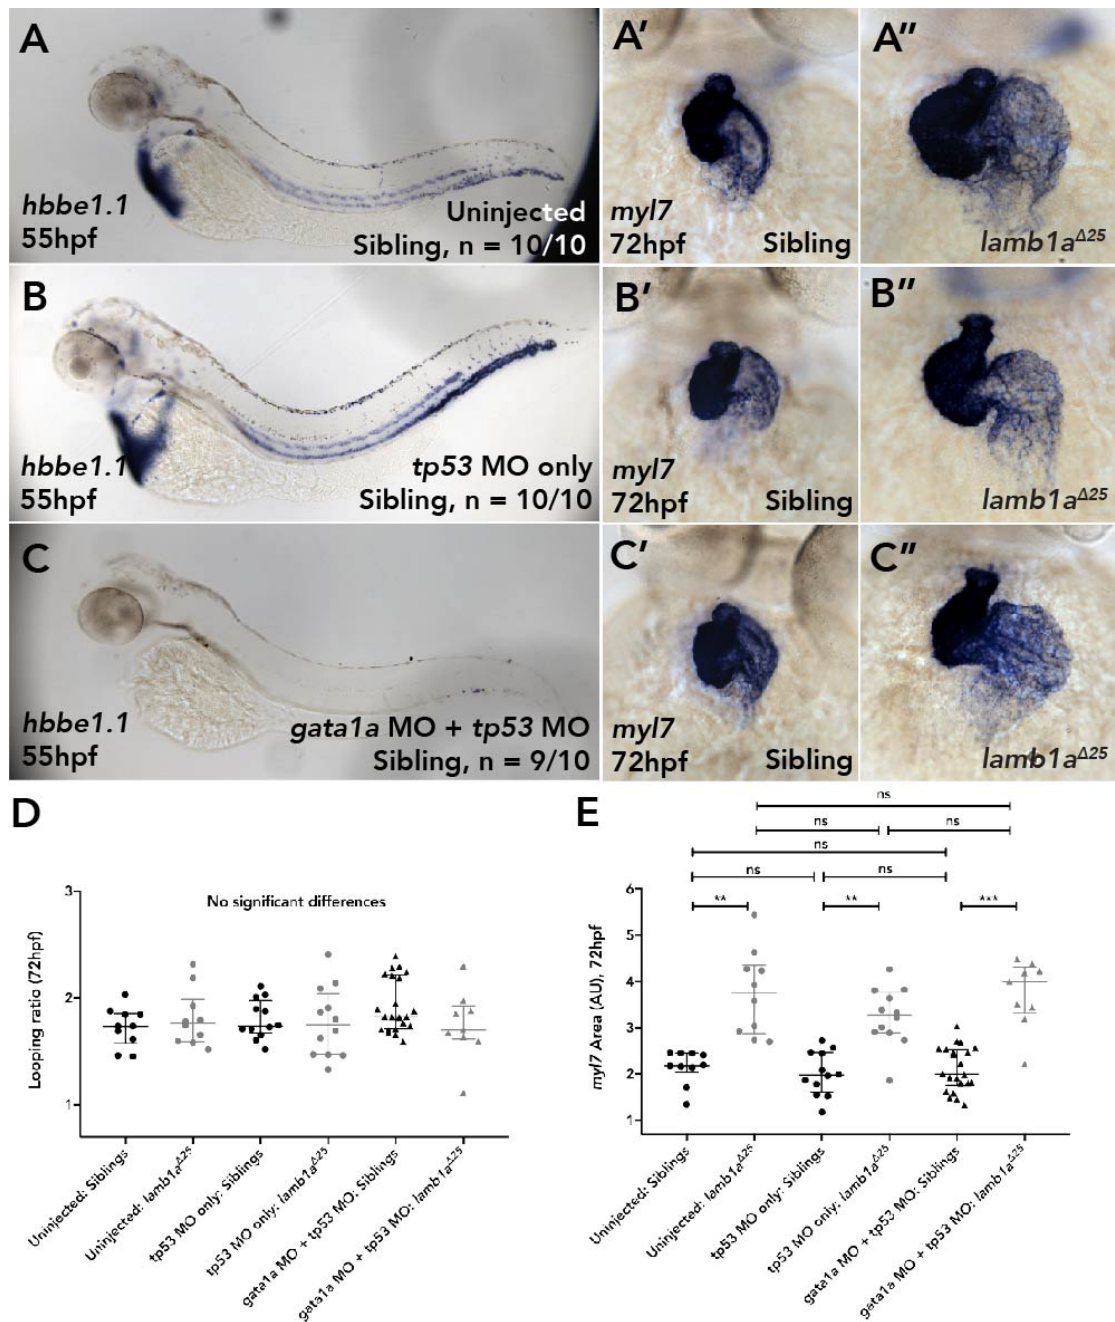 A
hbbe1.1
55hpf
Uninjected
Sibling, n = 10/10
A'
myl7
72hpf
Sibling
A"
lamb1aΔ25
B
hbbe1.1
55hpf
tp53 MO only
Sibling, n = 10/10
B'
myl7
72hpf
Sibling
B"
lamb1aΔ25
C
hbbe1.1
55hpf
gata1a MO + tp53 MO
Sibling, n = 9/10
C'
myl7
72hpf
Sibling
C"
lamb1aΔ25
D
No significant differences
Looping ratio (72hpf)
3
2
1
Uninjected: Siblings
Uninjected: lamb1aΔ25
tp53 MO only: Siblings
tp53 MO only: lamb1aΔ25
gata1a MO + tp53 MO: Siblings
gata1a MO + tp53 MO: lamb1aΔ25
E
ns
ns
ns
ns
ns
ns
**
**
***
myl7 Area (AU), 72hpf
6
5
4
3
2
1
Uninjected: Siblings
Uninjected: lamb1aΔ25
tp53 MO only: Siblings
tp53 MO only: lamb1aΔ25
gata1a MO + tp53 MO: Siblings
gata1a MO + tp53 MO: lamb1aΔ25